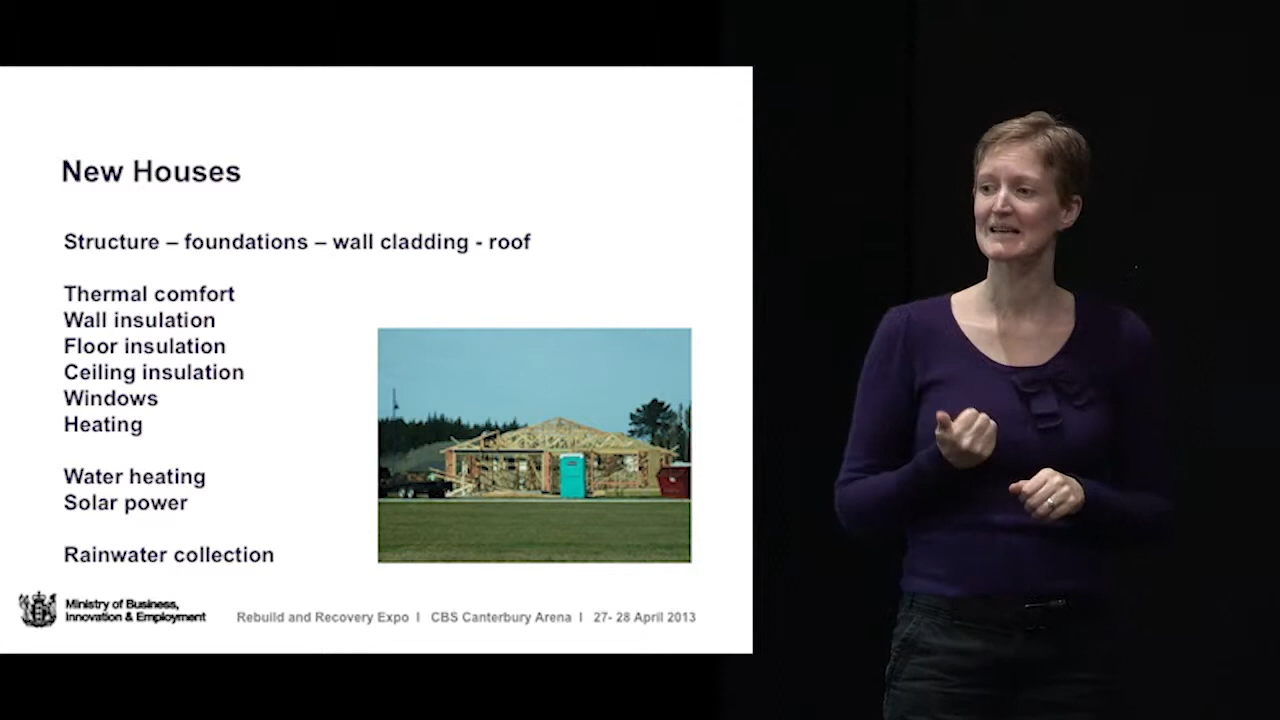 New Houses
Structure – foundations – wall cladding - roof
Thermal comfort
Wall insulation
Floor insulation
Ceiling insulation
Windows
Heating
Water heating
Solar power
Rainwater collection
Ministry of Business,
Innovation & Employment
Rebuild and Recovery Expo I CBS Canterbury Arena I 27- 28 April 2013